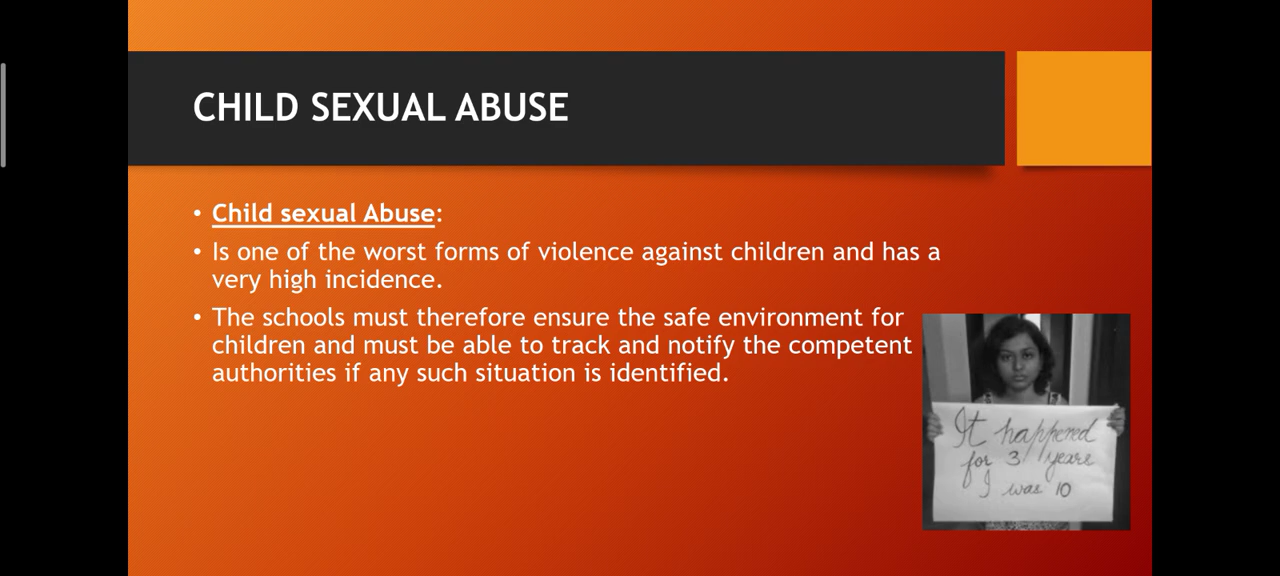 CHILD SEXUAL ABUSE
• Child sexual Abuse:
• Is one of the worst forms of violence against children and has a
very high incidence.
• The schools must therefore ensure the safe environment for
children and must be able to track and notify the competent
authorities if any such situation is identified.
It happened
for 3 years
I was 10